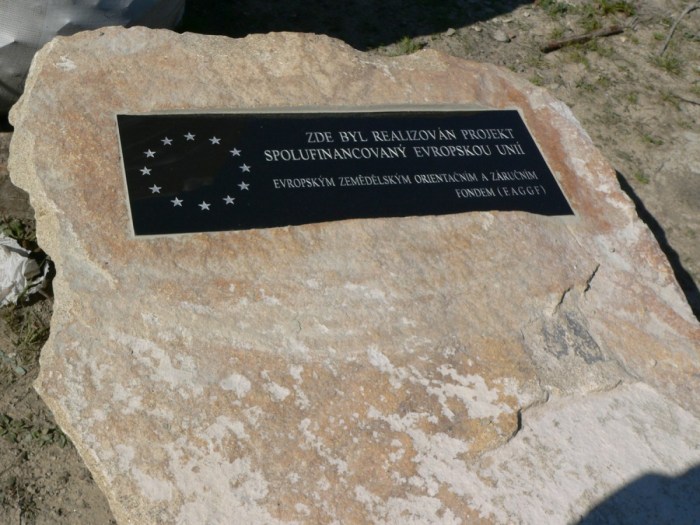 ZDE BYL REALIZOVÁN PROJEKT
SPOLUFINANCOVANÝ EVROPSKOU UNIÍ
EVROPSKÝM ZEMĚDĚLSKÝM ORIENTAČNÍM A ZÁRUČNÍM
FONDEM (EAGGF)